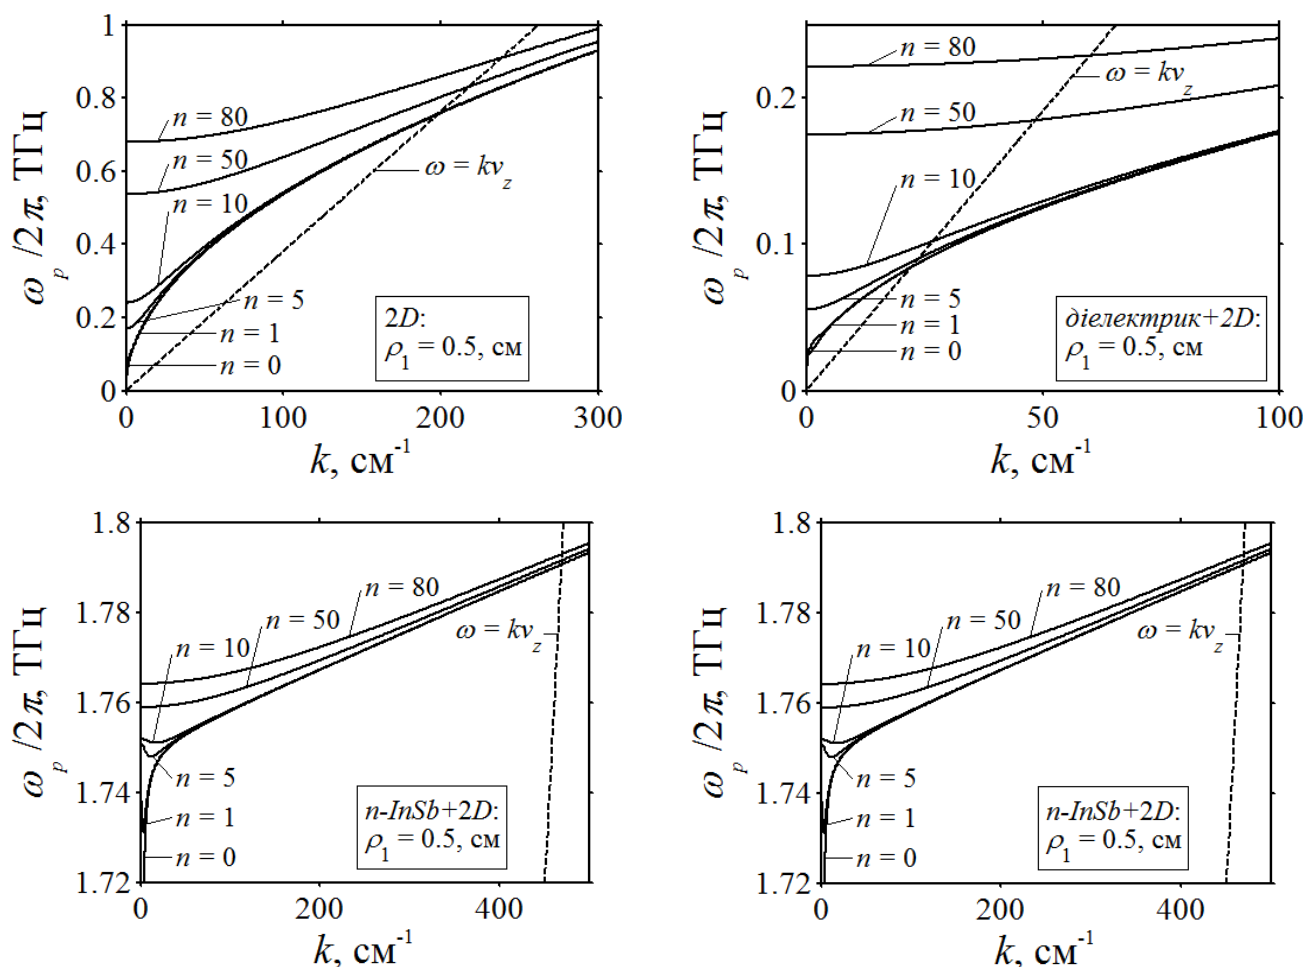 1
0.8
0.6
0.4
0.2
0
0
100
200
300
ω_p /2π, ТГц
k, см⁻¹
n = 80
n = 50
n = 10
ω = kv_z
n = 5
n = 1
n = 0
2D:
ρ₁ = 0.5, см
0.2
0.1
0
0
50
100
ω_p /2π, ТГц
k, см⁻¹
n = 80
ω = kv_z
n = 50
n = 10
n = 5
n = 1
n = 0
діелектрик+2D:
ρ₁ = 0.5, см
1.8
1.78
1.76
1.74
1.72
0
200
400
ω_p /2π, ТГц
k, см⁻¹
n = 80
n = 50
n = 10
ω = kv_z
n = 5
n = 1
n = 0
n-InSb+2D:
ρ₁ = 0.5, см
1.8
1.78
1.76
1.74
1.72
0
200
400
ω_p /2π, ТГц
k, см⁻¹
n = 80
n = 50
n = 10
ω = kv_z
n = 5
n = 1
n = 0
n-InSb+2D:
ρ₁ = 0.5, см